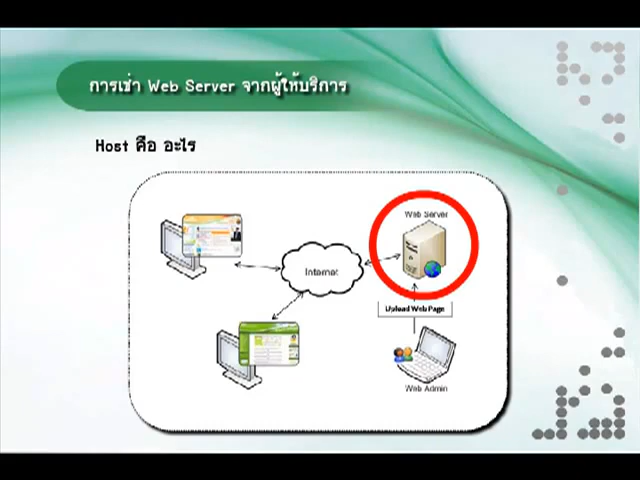 การเช่า Web Server จากผู้ให้บริการ
Host คือ อะไร
Web Server
Internet
Upload Web Page
Web Admin